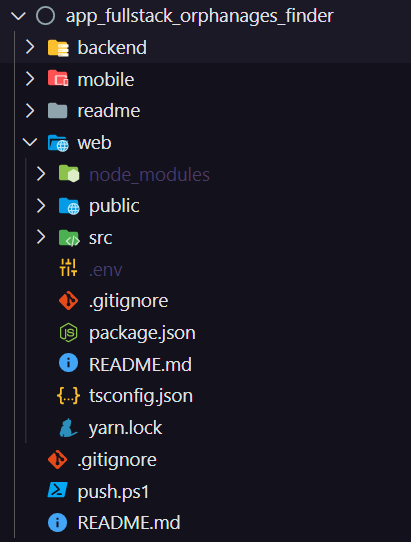 app_fullstack_orphanages_finder
backend
mobile
readme
web
node_modules
public
src
.env
.gitignore
package.json
README.md
tsconfig.json
yarn.lock
.gitignore
push.ps1
README.md